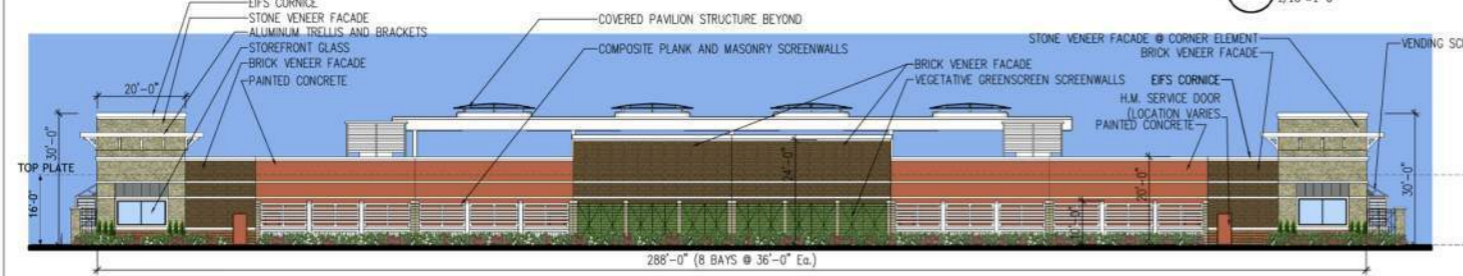 EIFS CORNICE
STONE VENEER FACADE
ALUMINUM TRELLIS AND BRACKETS
STOREFRONT GLASS
BRICK VENEER FACADE
PAINTED CONCRETE
COVERED PAVILION STRUCTURE BEYOND
COMPOSITE PLANK AND MASONRY SCREENWALLS
BRICK VENEER FACADE
VEGETATIVE GREENSCREEN SCREENWALLS
STONE VENEER FACADE @ CORNER ELEMENT
BRICK VENEER FACADE
EIFS CORNICE
H.M. SERVICE DOOR
(LOCATION VARIES
PAINTED CONCRETE
VENDING
20'-0"
30'-0"
TOP PLATE
16'-0"
24'-0"
20'-0"
10'-0"
30'-0"
288'-0" (8 BAYS @ 36'-0" Ea.)